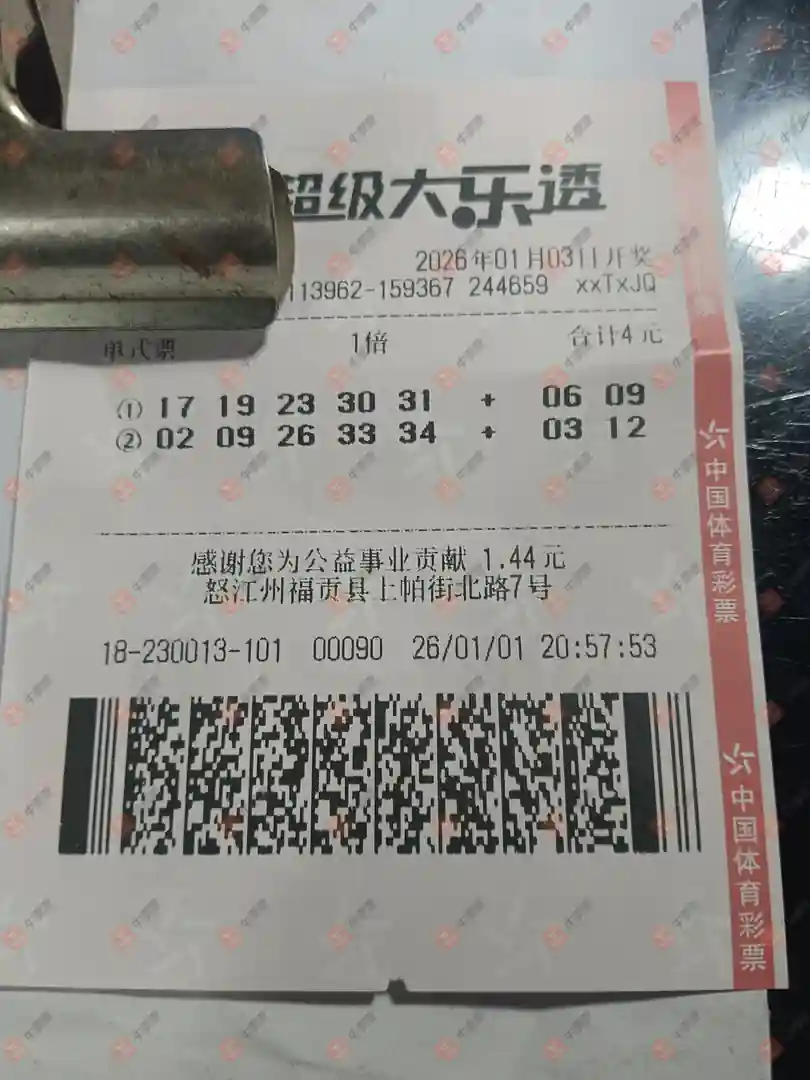 超级大乐透
2026年01月03日开奖
113962-159367 244659 xxTxJQ
单式票 1倍 合计4元
① 17 19 23 30 31 + 06 09
② 02 09 26 33 34 + 03 12
感谢您为公益事业贡献 1.44元
怒江州福贡县上帕街北路7号
18-230013-101 00090 26/01/01 20:57:53
中国体育彩票
中国体育彩票